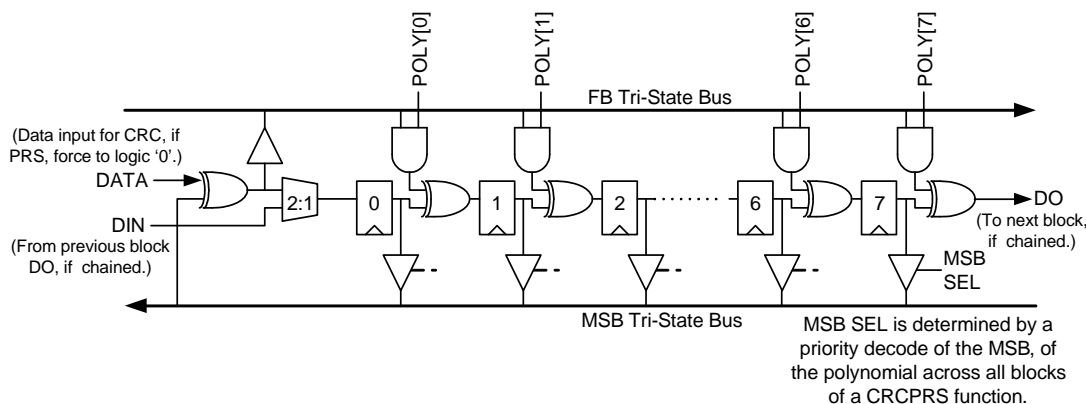 POLY[0]
POLY[1]
POLY[6]
POLY[7]
FB Tri-State Bus
(Data input for CRC, if
PRS, force to logic ‘0’.)
DATA
DIN
(From previous block
DO, if chained.)
2:1
0
1
2
6
7
DO
(To next block,
if chained.)
MSB
SEL
MSB Tri-State Bus
MSB SEL is determined by a
priority decode of the MSB, of
the polynomial across all blocks
of a CRCPRS function.